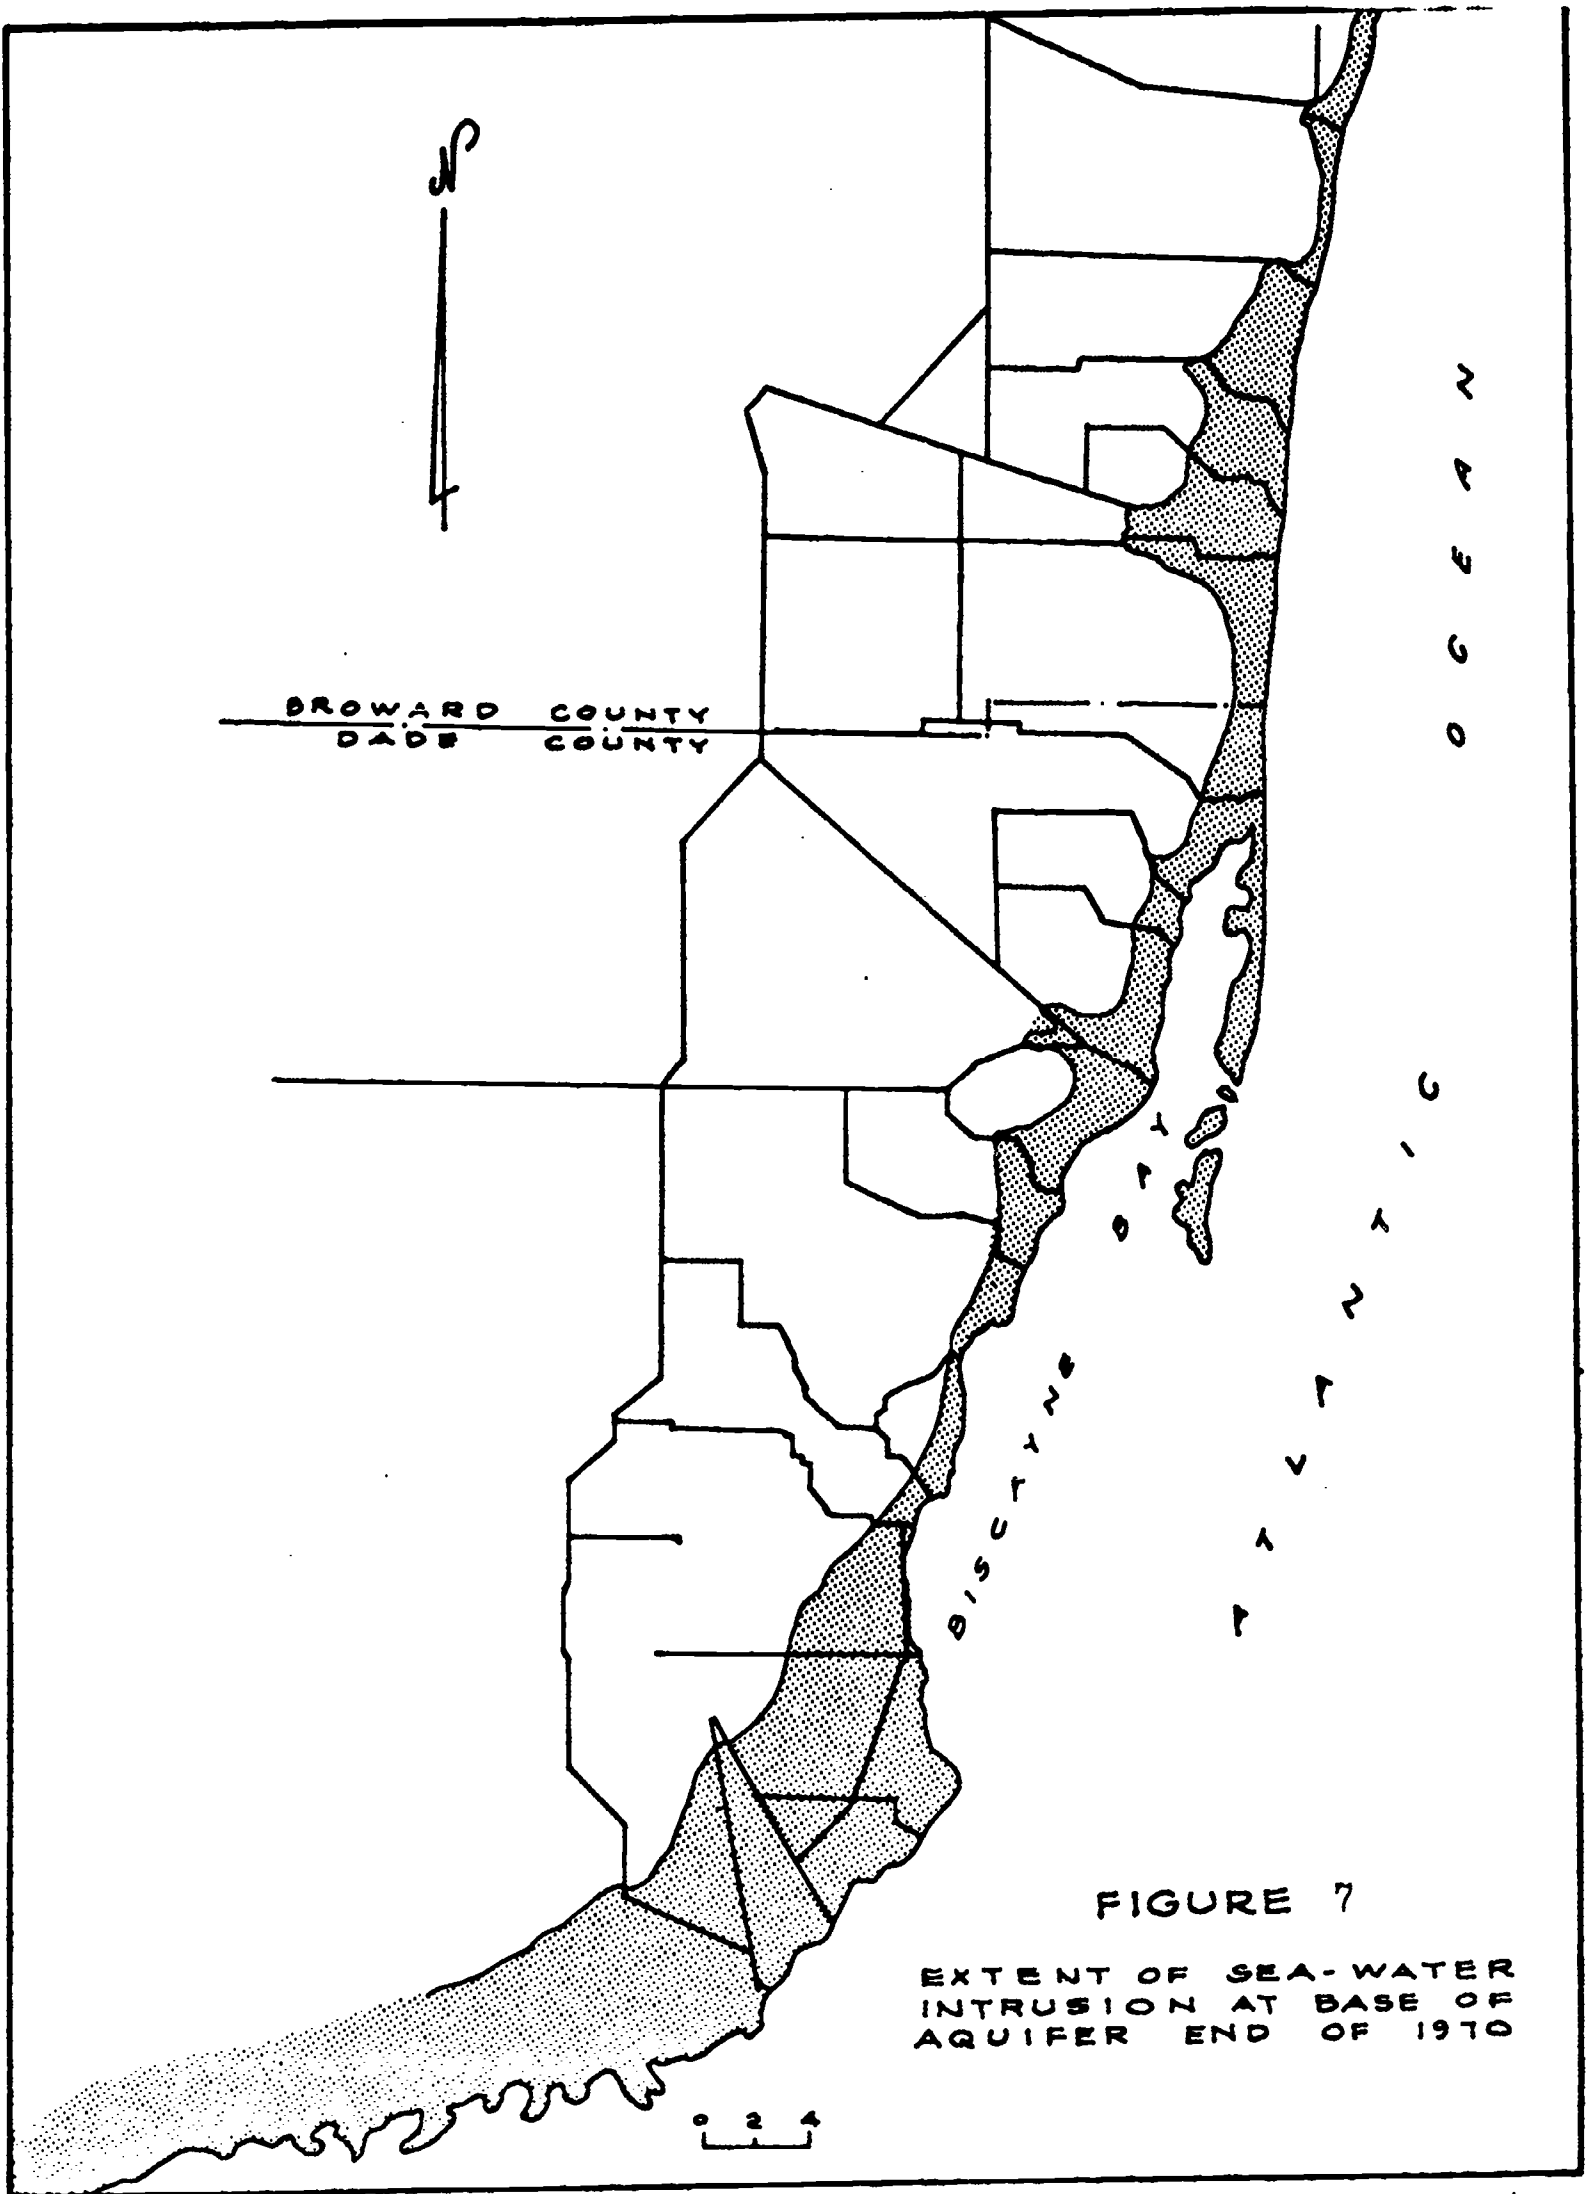 N
BROWARD COUNTY
DADE COUNTY
ATLANTIC OCEAN
BISCAYNE BAY
FIGURE 7
EXTENT OF SEA-WATER
INTRUSION AT BASE OF
AQUIFER END OF 1970
0 2 4